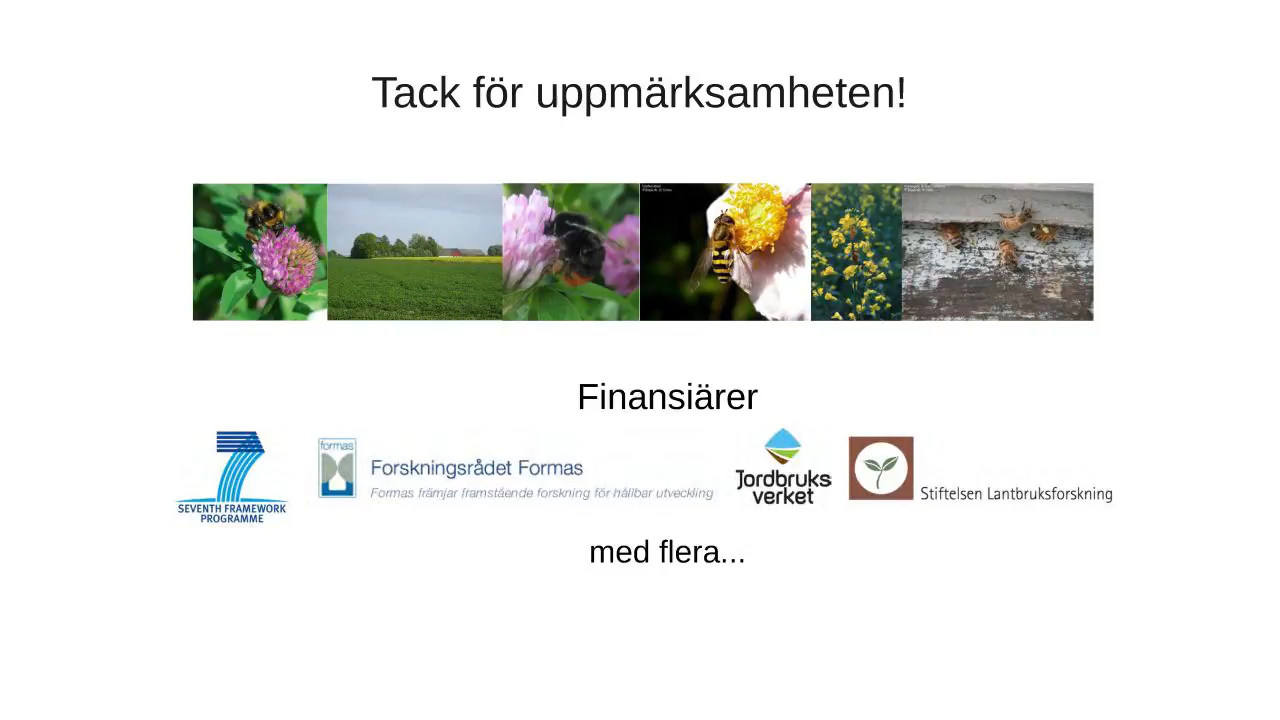 Tack för uppmärksamheten!
Finansiärer
SEVENTH FRAMEWORK
PROGRAMME
formas
Forskningsrådet Formas
Formas främjar framstående forskning för hållbar utveckling
Jordbruks
verket
Stiftelsen Lantbruksforskning
med flera...